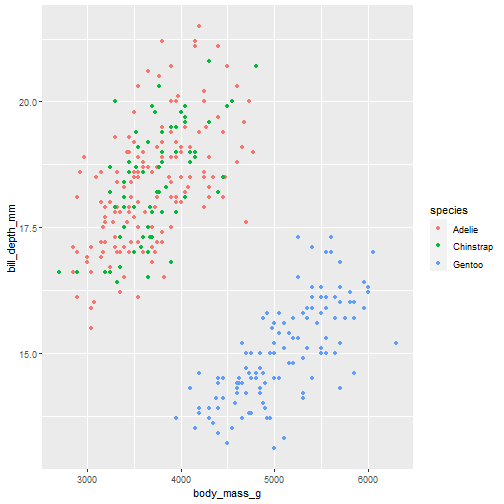 20.0
17.5
15.0
bill_depth_mm
3000 4000 5000 6000
body_mass_g
species
Adelie
Chinstrap
Gentoo